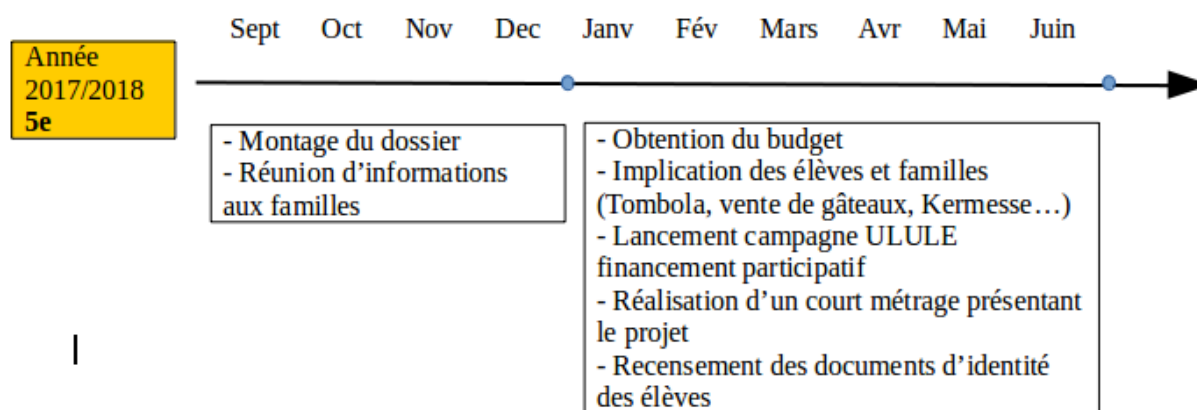 Sept Oct Nov Dec Janv Fév Mars Avr Mai Juin
Année
2017/2018
5e
- Montage du dossier
- Réunion d’informations
aux familles
- Obtention du budget
- Implication des élèves et familles
(Tombola, vente de gâteaux, Kermesse…)
- Lancement campagne ULULE
financement participatif
- Réalisation d’un court métrage présentant
le projet
- Recensement des documents d’identité
des élèves